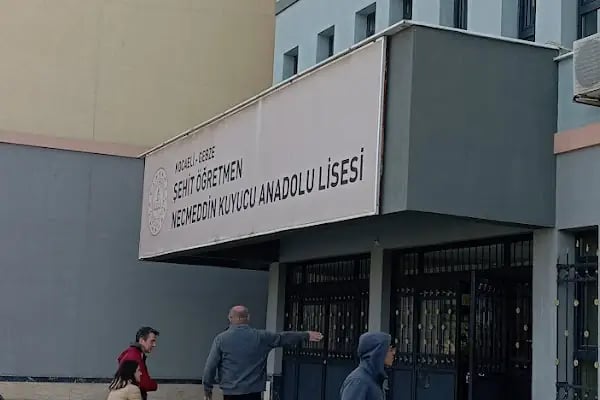 KOCAELİ - GEBZE
ŞEHİT ÖĞRETMEN
NECMEDDİN KUYUCU ANADOLU LİSESİ